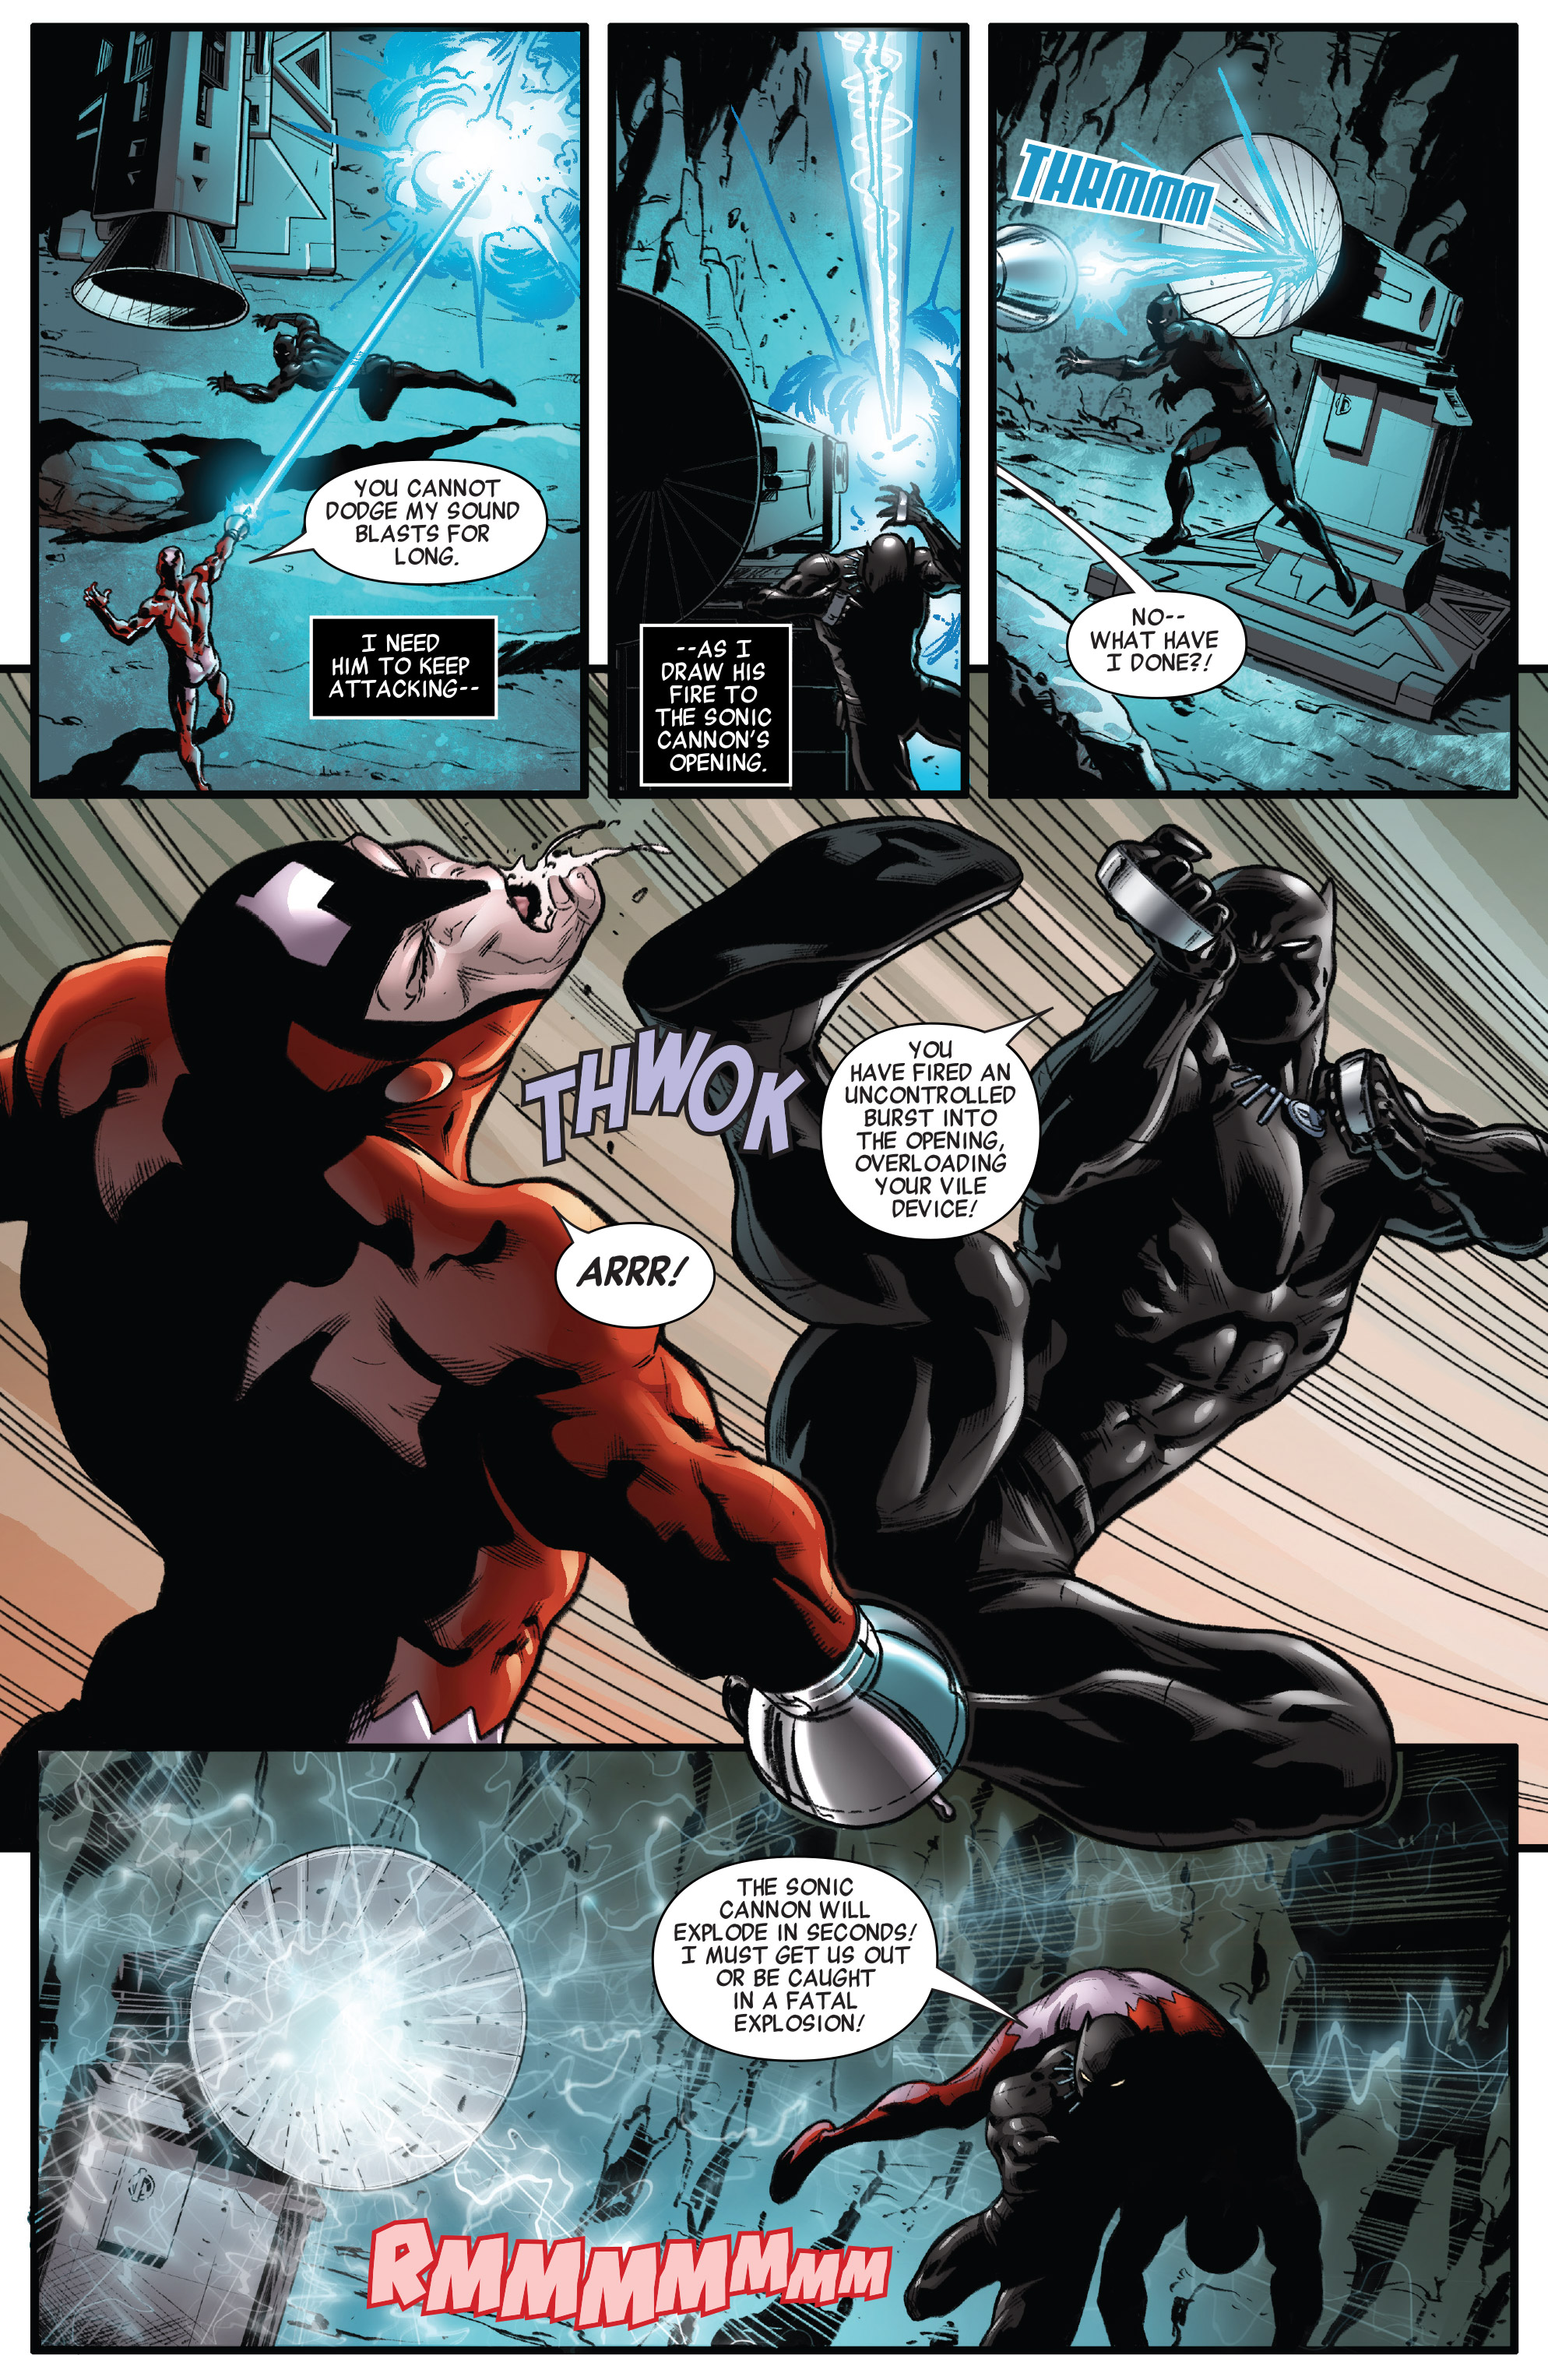 YOU CANNOT
DODGE MY SOUND
BLASTS FOR
LONG.
I NEED
HIM TO KEEP
ATTACKING--
--AS I
DRAW HIS
FIRE TO
THE SONIC
CANNON'S
OPENING.
THRMMM
NO--
WHAT HAVE
I DONE?!
THWOK
YOU
HAVE FIRED AN
UNCONTROLLED
BURST INTO
THE OPENING,
OVERLOADING
YOUR VILE
DEVICE!
ARRR!
THE SONIC
CANNON WILL
EXPLODE IN SECONDS!
I MUST GET US OUT
OR BE CAUGHT
IN A FATAL
EXPLOSION!
RMMMMMMMM